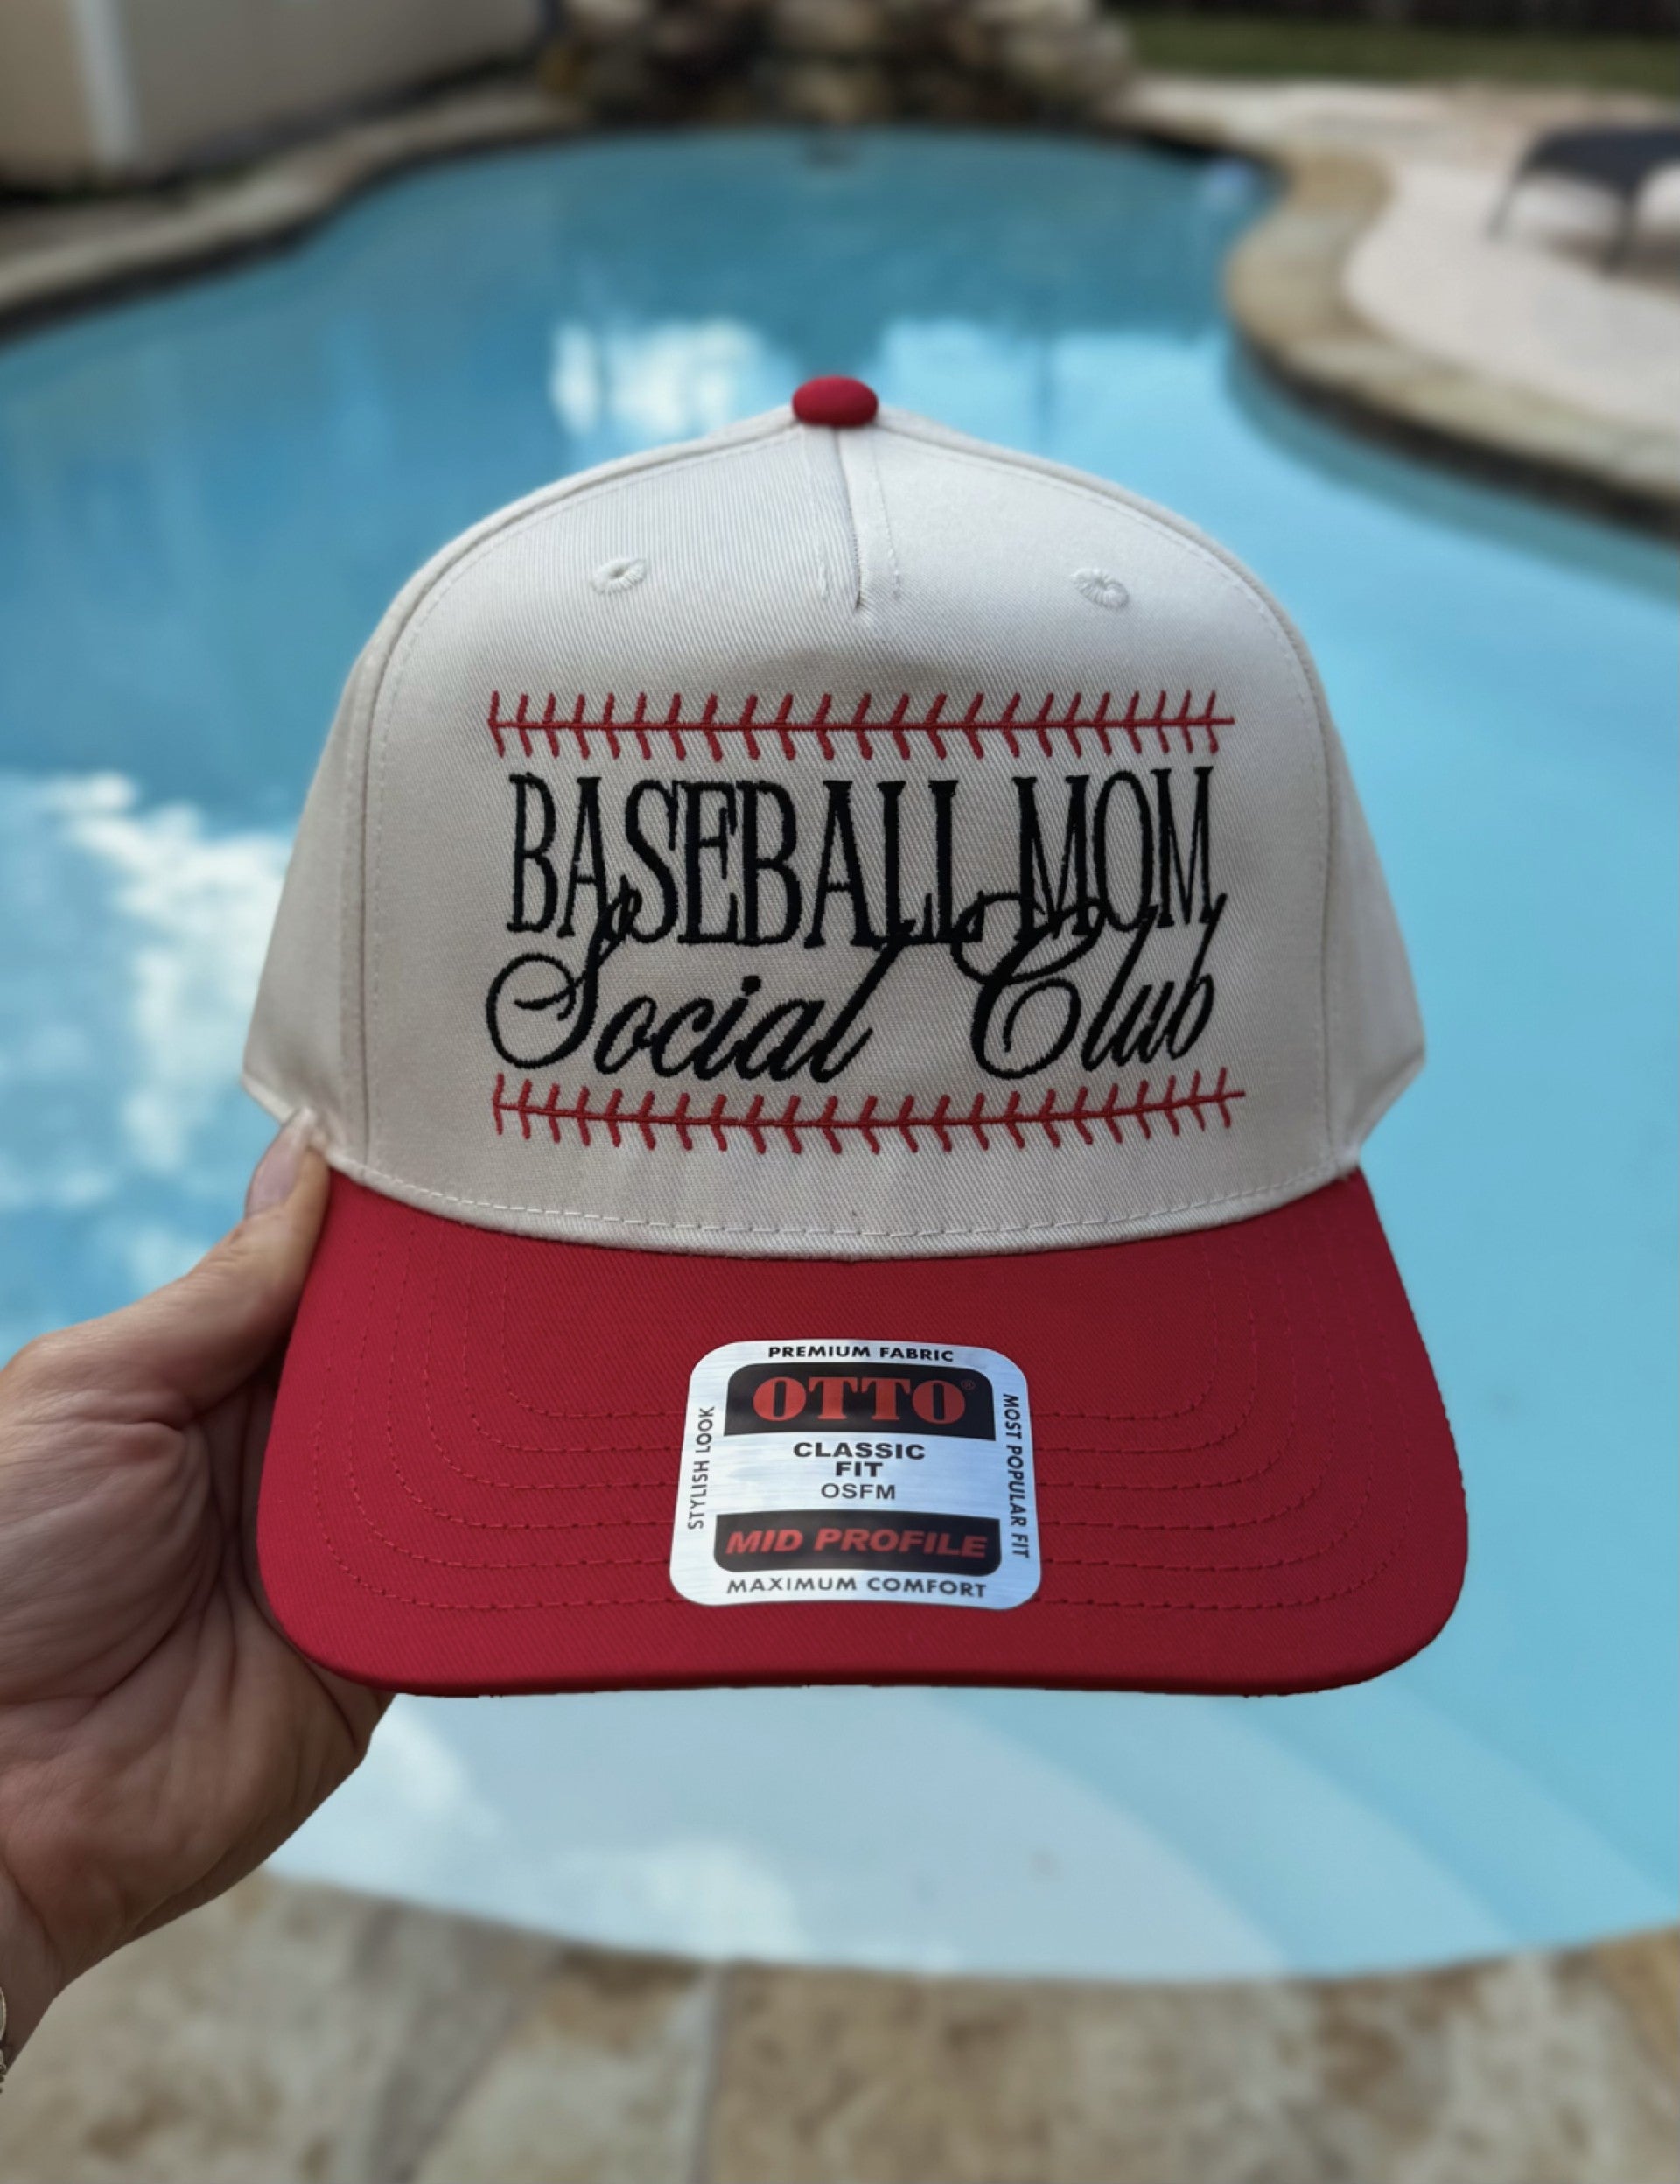 BASEBALL MOM
Social Club
PREMIUM FABRIC
OTTO®
STYLISH LOOK
CLASSIC
FIT
OSFM
MOST POPULAR FIT
MID PROFILE
MAXIMUM COMFORT